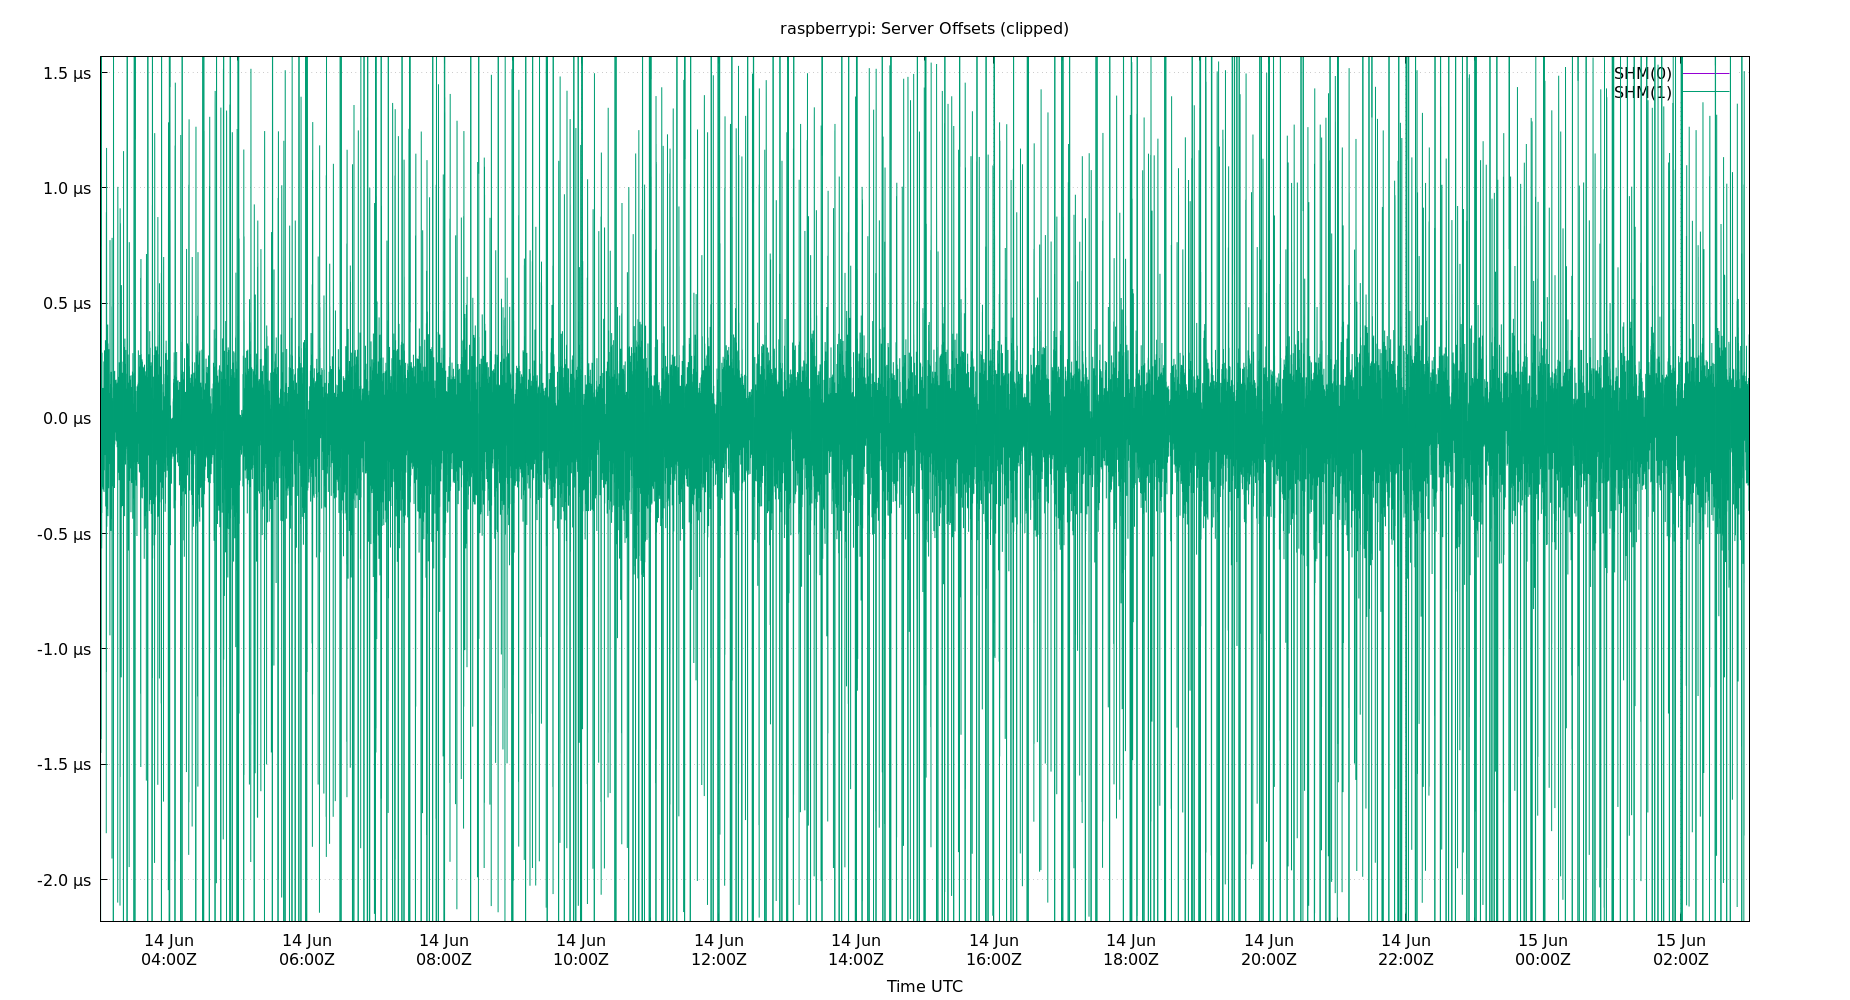 raspberrypi: Server Offsets (clipped)
1.5 µs
1.0 µs
0.5 µs
0.0 µs
-0.5 µs
-1.0 µs
-1.5 µs
-2.0 µs
SHM(0)
SHM(1)
14 Jun 14 Jun 14 Jun 14 Jun 14 Jun 14 Jun 14 Jun 14 Jun 14 Jun 14 Jun 15 Jun 15 Jun
04:00Z 06:00Z 08:00Z 10:00Z 12:00Z 14:00Z 16:00Z 18:00Z 20:00Z 22:00Z 00:00Z 02:00Z
Time UTC